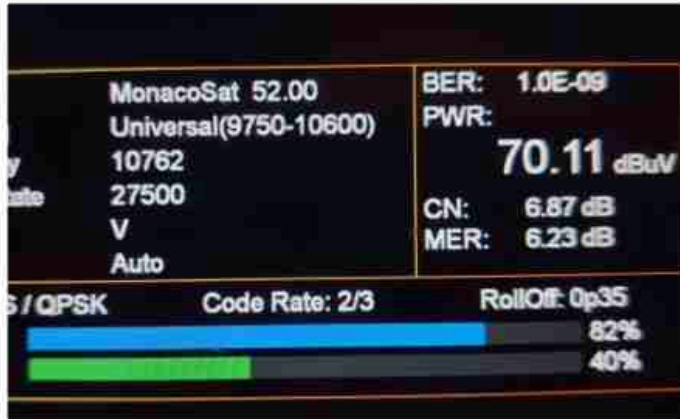 MonacoSat 52.00
Universal(9750-10600)
y 10762
ate 27500
V
Auto
BER: 1.0E-09
PWR:
70.11 dBuV
CN: 6.87 dB
MER: 6.23 dB
S / QPSK Code Rate: 2/3 RollOff: 0p35
82%
40%